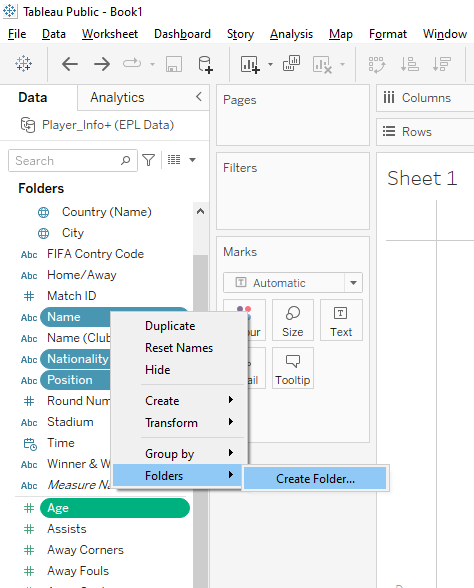 Tableau Public - Book1
File Data Worksheet Dashboard Story Analysis Map Format Window
Data Analytics
Player_Info+ (EPL Data)
Search
Folders
Country (Name)
City
Abc FIFA Contry Code
Abc Home/Away
# Match ID
Abc Name
Abc Name (Clu
Abc Nationality
Abc Position
# Round Num
Abc Stadium
Time
Abc Winner & W
Abc Measure Na
# Age
# Assists
# Away Corners
# Away Fouls
Duplicate
Reset Names
Hide
Create
Transform
Group by
Folders
Create Folder...
Pages
Filters
Marks
T Automatic
our Size Text
ail Tooltip
Columns
Rows
Sheet 1